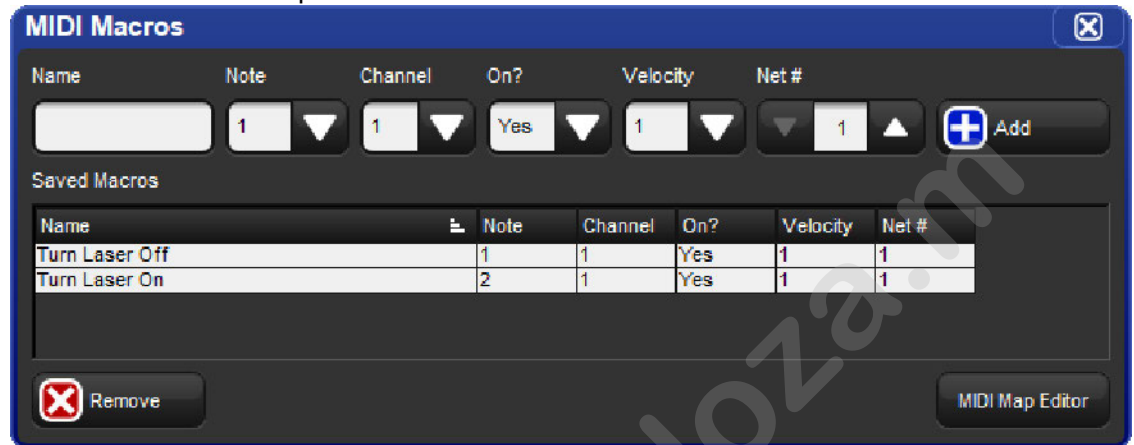 MIDI Macros
Name Note Channel On? Velocity Net #
1 1 Yes 1 1 Add
Saved Macros
Name Note Channel On? Velocity Net #
Turn Laser Off 1 1 Yes 1 1
Turn Laser On 2 1 Yes 1 1
Remove MIDI Map Editor